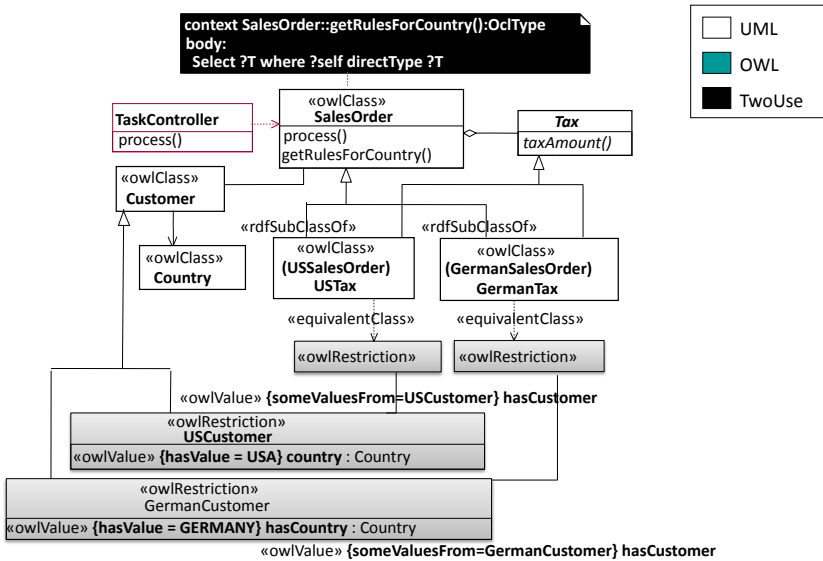 context SalesOrder::getRulesForCountry():OclType
body:
Select ?T where ?self directType ?T
UML
OWL
TwoUse
«owlClass»
SalesOrder
process()
getRulesForCountry()
TaskController
process()
Tax
taxAmount()
«owlClass»
Customer
«owlClass»
Country
«rdfSubClassOf»
«rdfSubClassOf»
«owlClass»
(USSalesOrder)
USTax
«owlClass»
(GermanSalesOrder)
GermanTax
«equivalentClass»
«equivalentClass»
«owlRestriction»
«owlRestriction»
«owlValue» {someValuesFrom=USCustomer} hasCustomer
«owlRestriction»
USCustomer
«owlValue» {hasValue = USA} country : Country
«owlRestriction»
GermanCustomer
«owlValue» {hasValue = GERMANY} hasCountry : Country
«owlValue» {someValuesFrom=GermanCustomer} hasCustomer